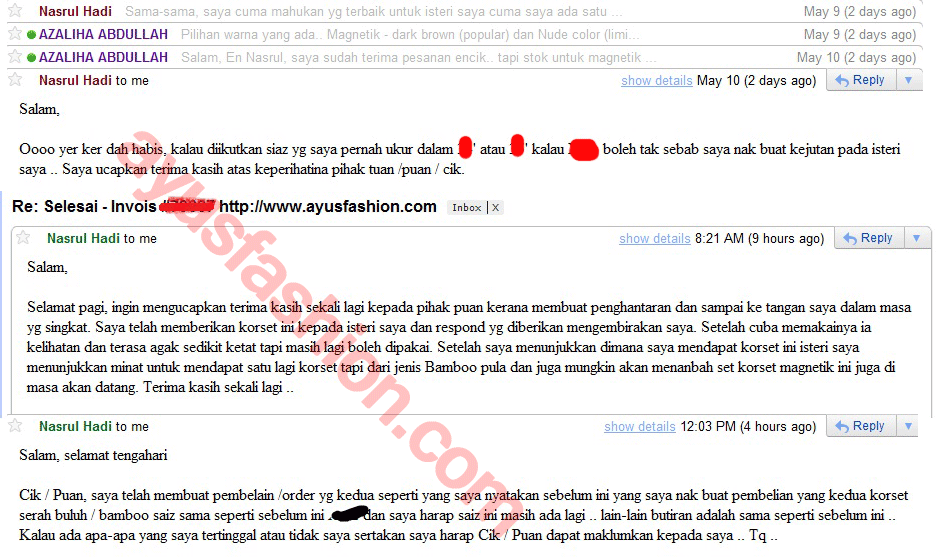 Nasrul Hadi Sama-sama, saya cuma mahukan yg terbaik untuk isteri saya cuma saya ada satu ... May 9 (2 days ago)
AZALIHA ABDULLAH Pilihan warna yang ada.. Magnetik - dark brown (popular) dan Nude color (limi... May 9 (2 days ago)
AZALIHA ABDULLAH Salam, En Nasrul, saya sudah terima pesanan encik.. tapi stok untuk magnetik ... May 10 (2 days ago)
Nasrul Hadi to me show details May 10 (2 days ago) Reply
Salam,
Oooo yer ker dah habis, kalau diikutkan siaz yg saya pernah ukur dalam ' atau ' kalau boleh tak sebab saya nak buat kejutan pada isteri
saya .. Saya ucapkan terima kasih atas keperihatina pihak tuan /puan / cik.
Re: Selesai - Invois http://www.ayusfashion.com Inbox | X
Nasrul Hadi to me show details 8:21 AM (9 hours ago) Reply
Salam,
Selamat pagi, ingin mengucapkan terima kasih sekali lagi kepada pihak puan kerana membuat penghantaran dan sampai ke tangan saya dalam masa
yg singkat. Saya telah memberikan korset ini kepada isteri saya dan respond yg diberikan mengembirakan saya. Setelah cuba memakainya ia
kelihatan dan terasa agak sedikit ketat tapi masih lagi boleh dipakai. Setelah saya menunjukkan dimana saya mendapat korset ini isteri saya
menunjukkan minat untuk mendapat satu lagi korset tapi dari jenis Bamboo pula dan juga mungkin akan menanbah set korset magnetik ini juga di
masa akan datang. Terima kasih sekali lagi ..
Nasrul Hadi to me show details 12:03 PM (4 hours ago) Reply
Salam, selamat tengahari
Cik / Puan, saya telah membuat pembelain /order yg kedua seperti yang saya nyatakan sebelum ini yang saya nak buat pembelian yang kedua korset
serah buluh / bamboo saiz sama seperti sebelum ini . dan saya harap saiz ini masih ada lagi .. lain-lain butiran adalah sama seperti sebelum ini ..
Kalau ada apa-apa yang saya tertinggal atau tidak saya sertakan saya harap Cik / Puan dapat maklumkan kepada saya .. Tq ..
ayusfashion.com